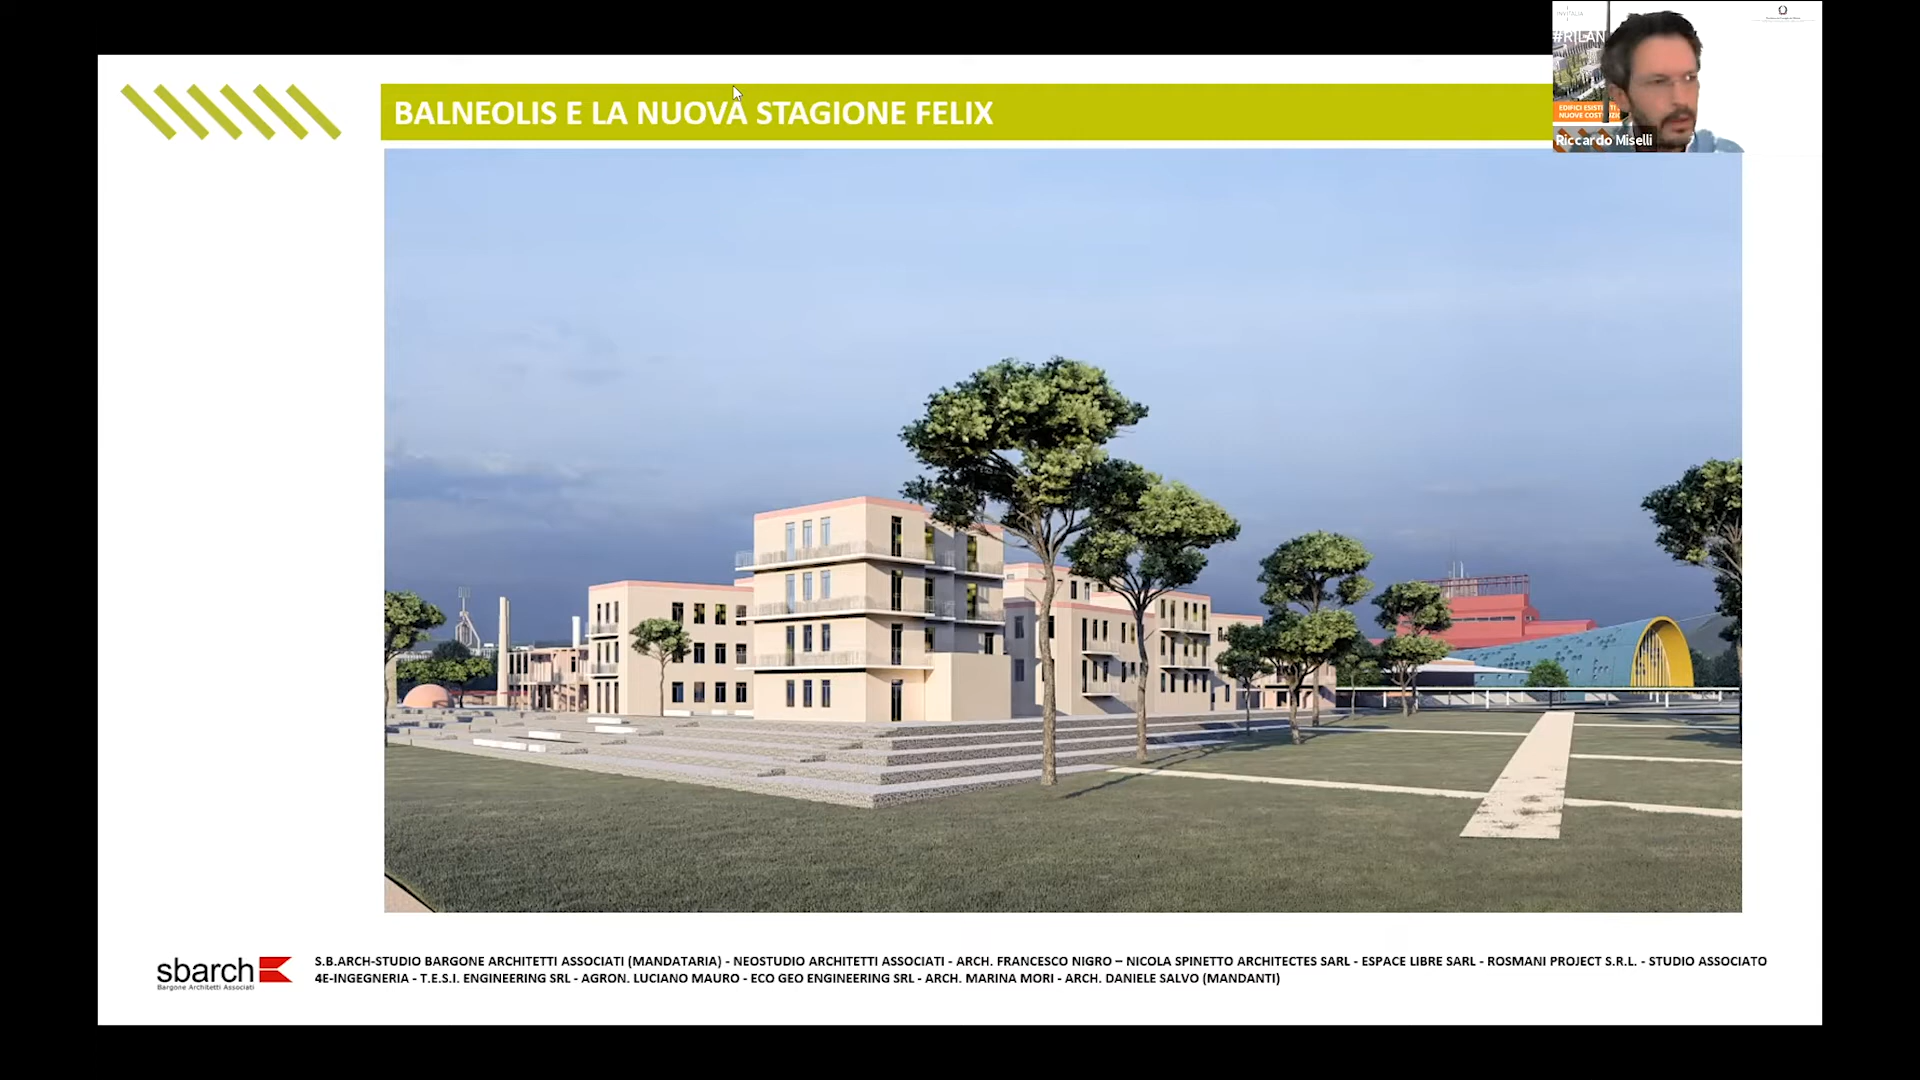 BALNEOLIS E LA NUOVA STAGIONE FELIX
#RILAN
Riccardo Miselli
sbarch
Bargone Architetti Associati
S.B.ARCH-STUDIO BARGONE ARCHITETTI ASSOCIATI (MANDATARIA) - NEOSTUDIO ARCHITETTI ASSOCIATI - ARCH. FRANCESCO NIGRO – NICOLA SPINETTO ARCHITECTES SARL - ESPACE LIBRE SARL - ROSMANI PROJECT S.R.L. - STUDIO ASSOCIATO
4E-INGEGNERIA - T.E.S.I. ENGINEERING SRL - AGRON. LUCIANO MAURO - ECO GEO ENGINEERING SRL - ARCH. MARINA MORI - ARCH. DANIELE SALVO (MANDANTI)